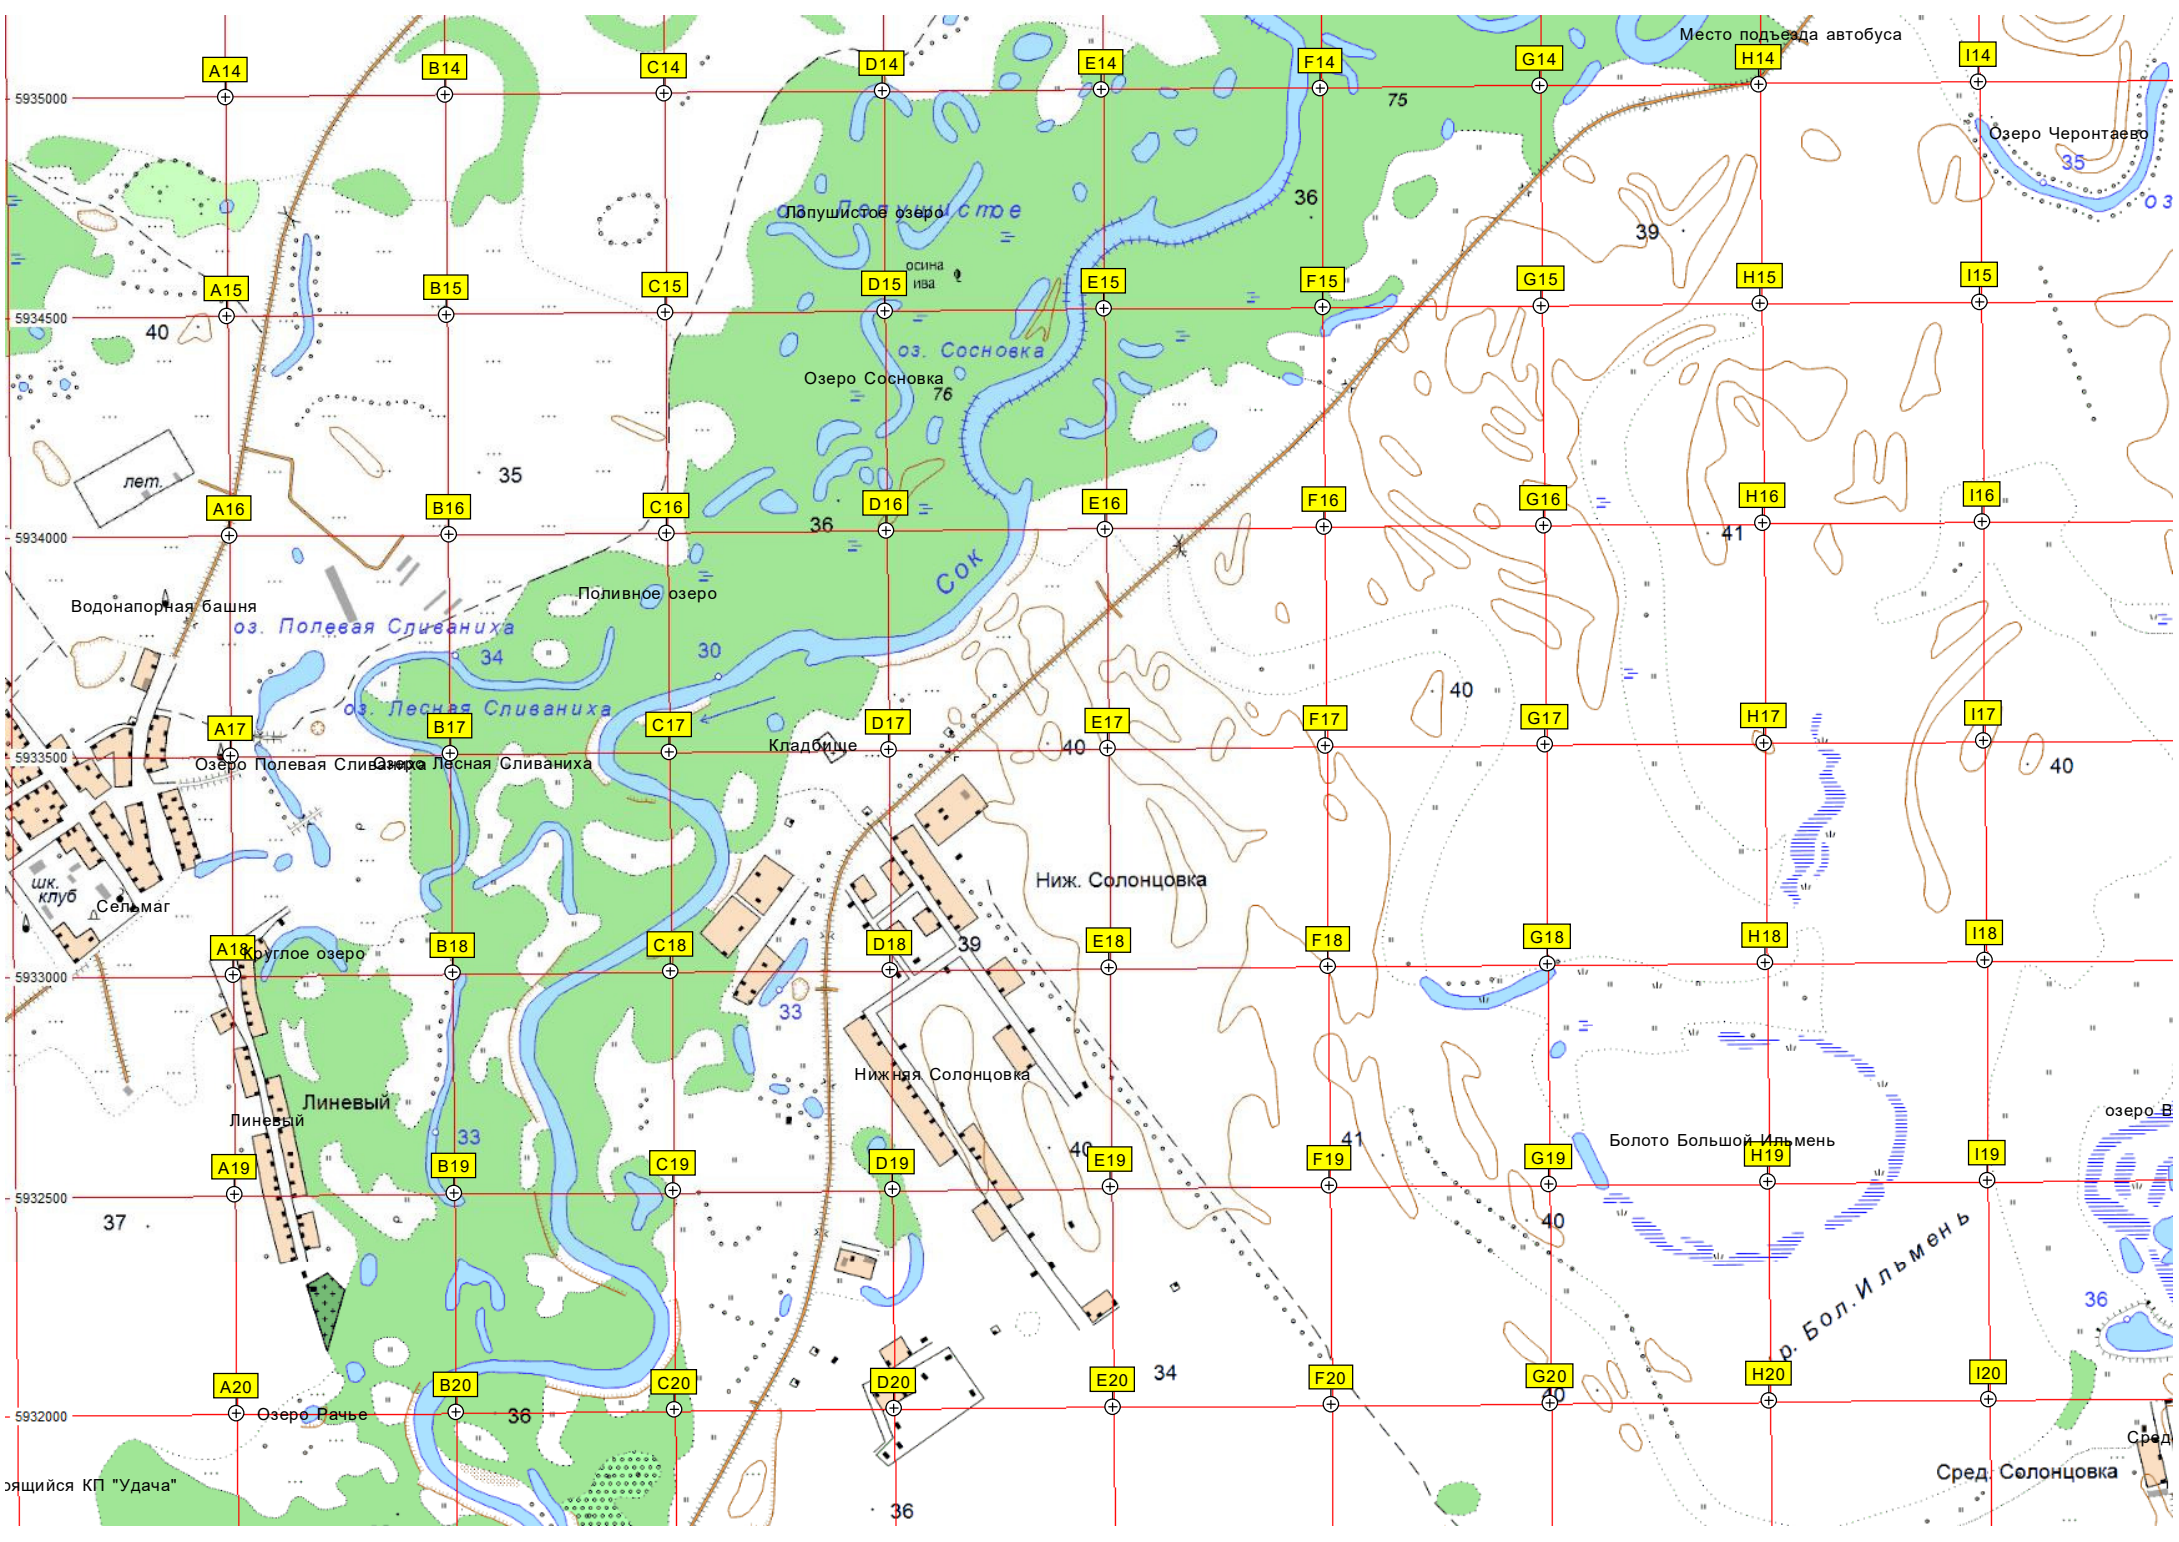 Место подъезда автобуса
A14
B14
C14
D14
E14
F14
G14
H14
I14
5935000
75
Озеро Черонтаево
35
оз
36
оз. Лопушистое
Лопушистое озеро
39
осина
ива
A15
B15
C15
D15
E15
F15
G15
H15
I15
5934500
40
оз. Сосновка
Озеро Сосновка
76
35
лет.
A16
B16
C16
D16
E16
F16
G16
H16
I16
36
41
5934000
Сок
Поливное озеро
Водонапорная башня
оз. Полевая Сливаниха
34
30
40
оз. Лесная Сливаниха
A17
B17
C17
D17
E17
F17
G17
H17
I17
Кладбище
40
5933500
Озеро Полевая Сливаниха
Озеро Лесная Сливаниха
40
шк.
клуб
Сельмаг
Ниж. Солонцовка
A18
B18
C18
D18
E18
F18
G18
H18
I18
39
Круглое озеро
5933000
33
Нижняя Солонцовка
Линевый
Линевый
33
озеро В
41
Болото Большой Ильмень
40
A19
B19
C19
D19
E19
F19
G19
H19
I19
5932500
37
40
р. Бол. Ильмень
36
34
A20
B20
C20
D20
E20
F20
G20
H20
I20
40
5932000
Озеро Рачье
36
Сред
Сред. Солонцовка
оящийся КП "Удача"
36